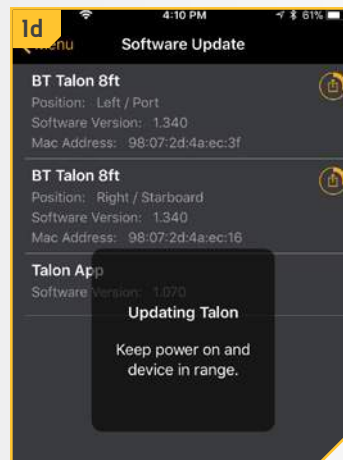 1d
4:10 PM
61%
Menu
Software Update
BT Talon 8ft
Position: Left / Port
Software Version: 1.340
Mac Address: 98:07:2d:4a:ec:3f
BT Talon 8ft
Position: Right / Starboard
Software Version: 1.340
Mac Address: 98:07:2d:4a:ec:16
Talon App
Software Version: 1.070
Updating Talon
Keep power on and
device in range.